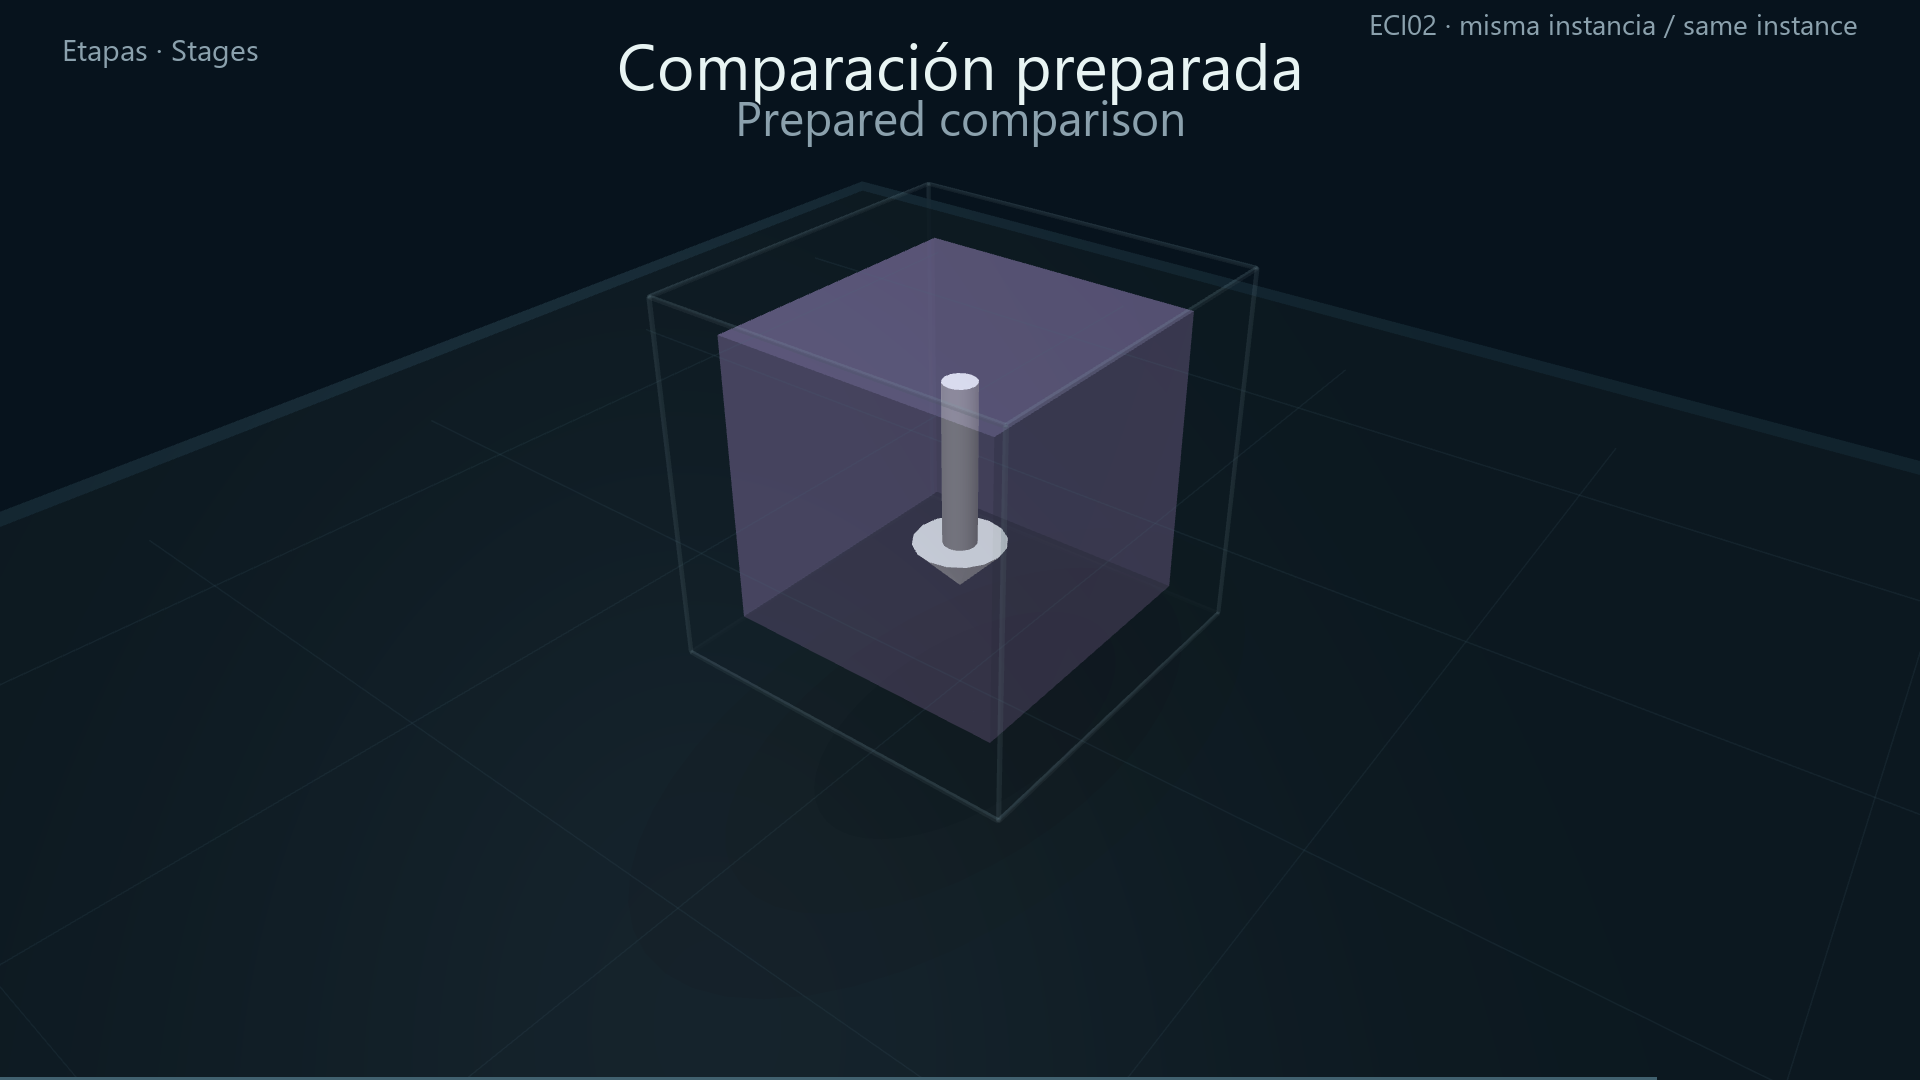 Etapas · Stages
ECI02 · misma instancia / same instance
Comparación preparada
Prepared comparison